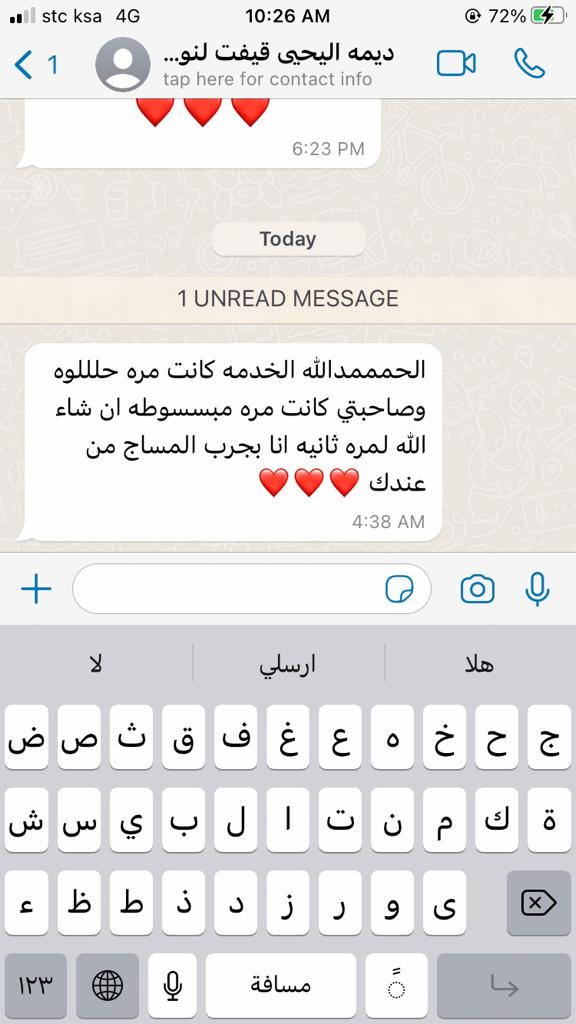 stc ksa 4G 10:26 AM 72%
1 ديمه اليحيى قيفت لنو...
tap here for contact info
6:23 PM
Today
1 UNREAD MESSAGE
الحمممدالله الخدمه كانت مره حلللوه
وصاحبتي كانت مره مبسسوطه ان شاء
الله لمره ثانيه انا بجرب المساج من
عندك ❤️❤️❤️
4:38 AM
هلا ارسلي لا
ض ص ث ق ف غ ع ه خ ح ج
ش س ي ب ل ا ت ن م ك ة
ء ظ ط ذ د ز ر و ى
١٢٣ مسافة